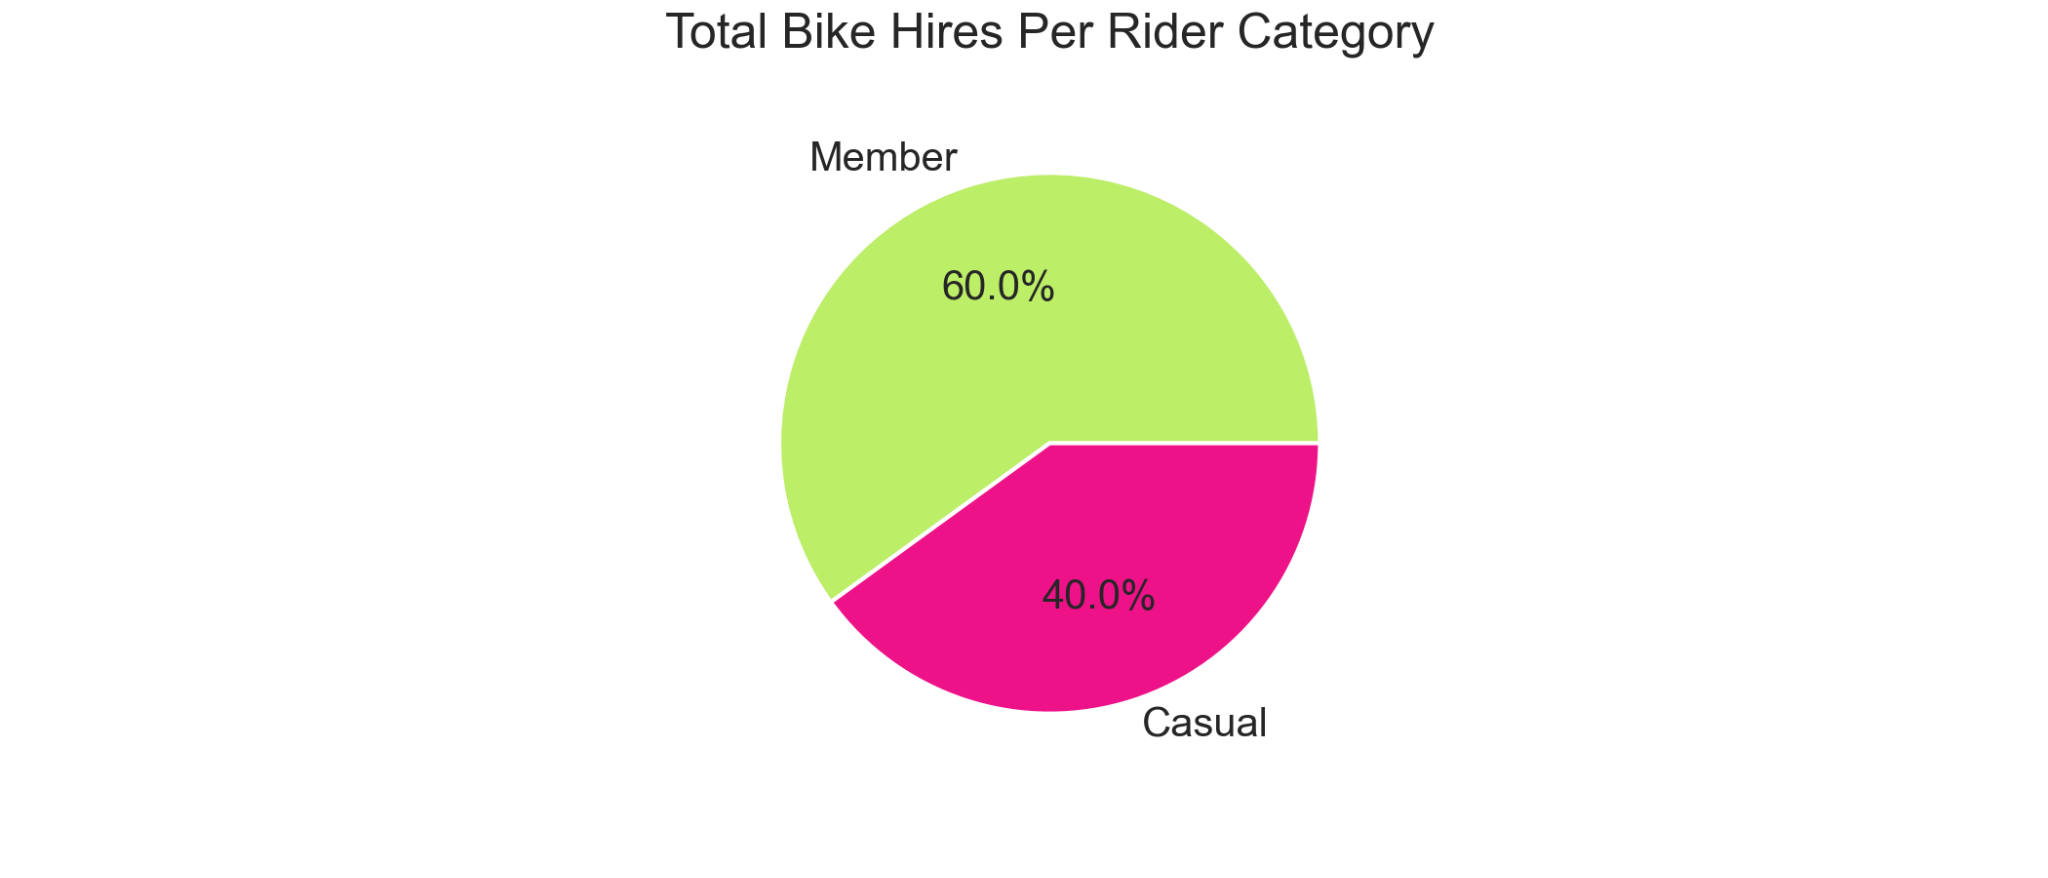 Total Bike Hires Per Rider Category
Member
60.0%
40.0%
Casual